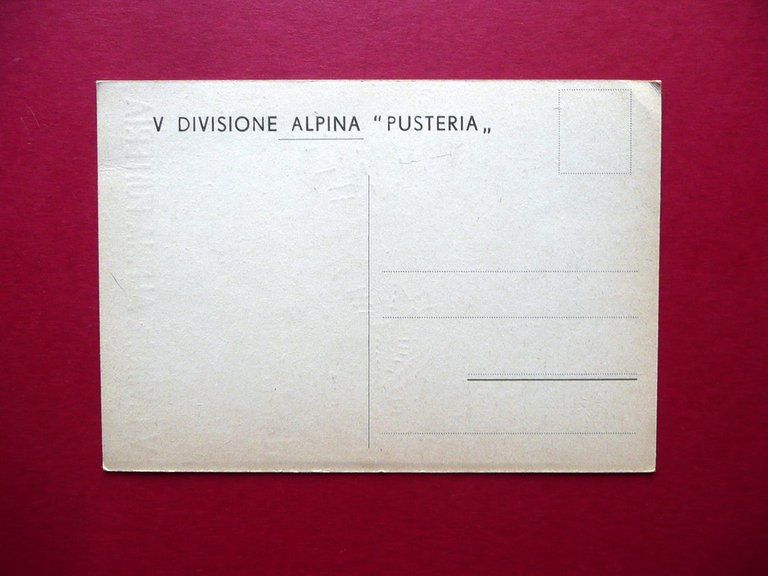 V DIVISIONE ALPINA “PUSTERIA„